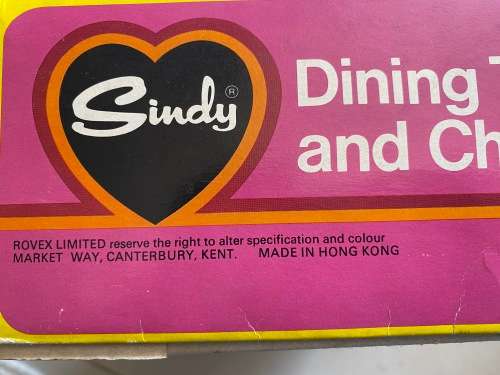 Sindy®
Dining
and
ROVEX LIMITED reserve the right to alter specification and colour
MARKET WAY, CANTERBURY, KENT. MADE IN HONG KONG